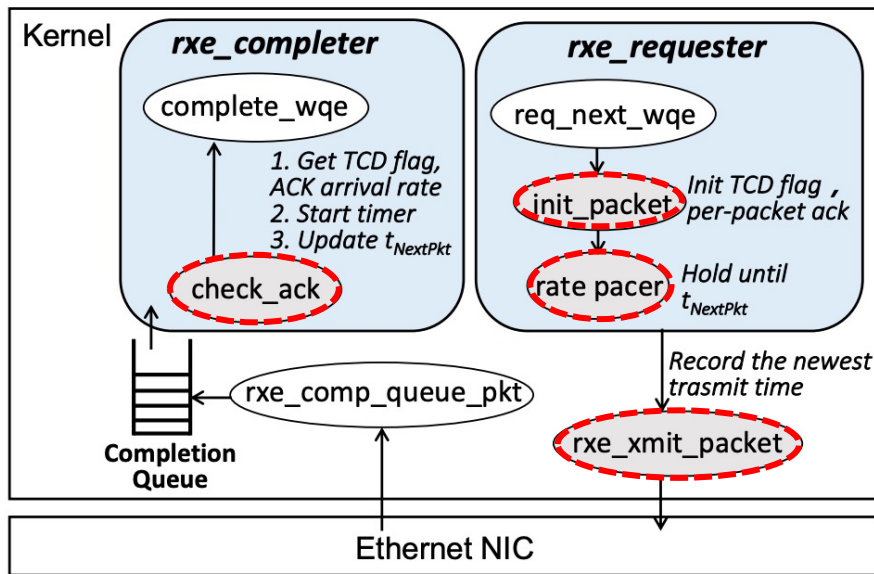 Kernel
rxe_completer
complete_wqe
1. Get TCD flag,
ACK arrival rate
2. Start timer
3. Update tNextPkt
check_ack
rxe_requester
req_next_wqe
init_packet
Init TCD flag ,
per-packet ack
rate pacer
Hold until
tNextPkt
Record the newest
trasmit time
rxe_comp_queue_pkt
rxe_xmit_packet
Completion
Queue
Ethernet NIC